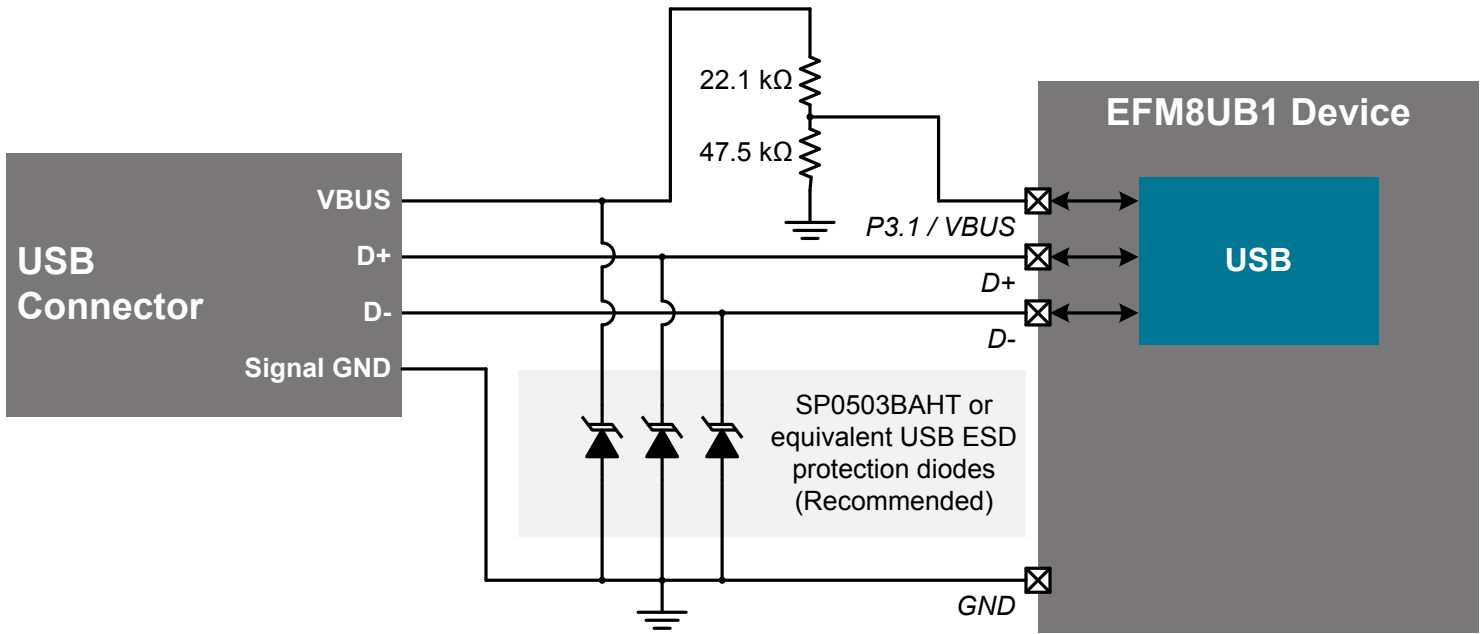 22.1 kΩ
47.5 kΩ
EFM8UB1 Device
USB
Connector
VBUS
D+
D-
Signal GND
P3.1 / VBUS
D+
D-
USB
SP0503BAHT or
equivalent USB ESD
protection diodes
(Recommended)
GND